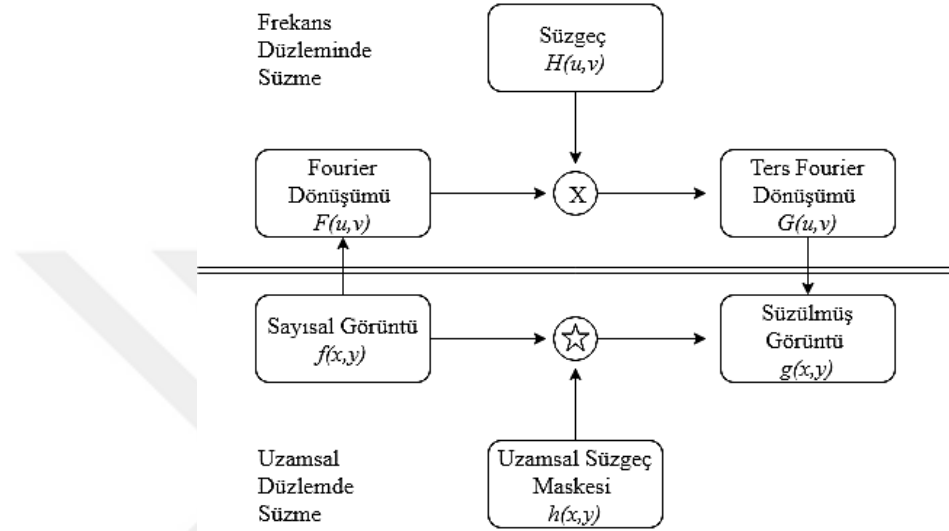 Frekans
Düzleminde
Süzme
Süzgeç
H(u,v)
Fourier
Dönüşümü
F(u,v)
X
Ters Fourier
Dönüşümü
G(u,v)
Sayısal Görüntü
f(x,y)
Süzülmüş
Görüntü
g(x,y)
Uzamsal
Düzlemde
Süzme
Uzamsal Süzgeç
Maskesi
h(x,y)